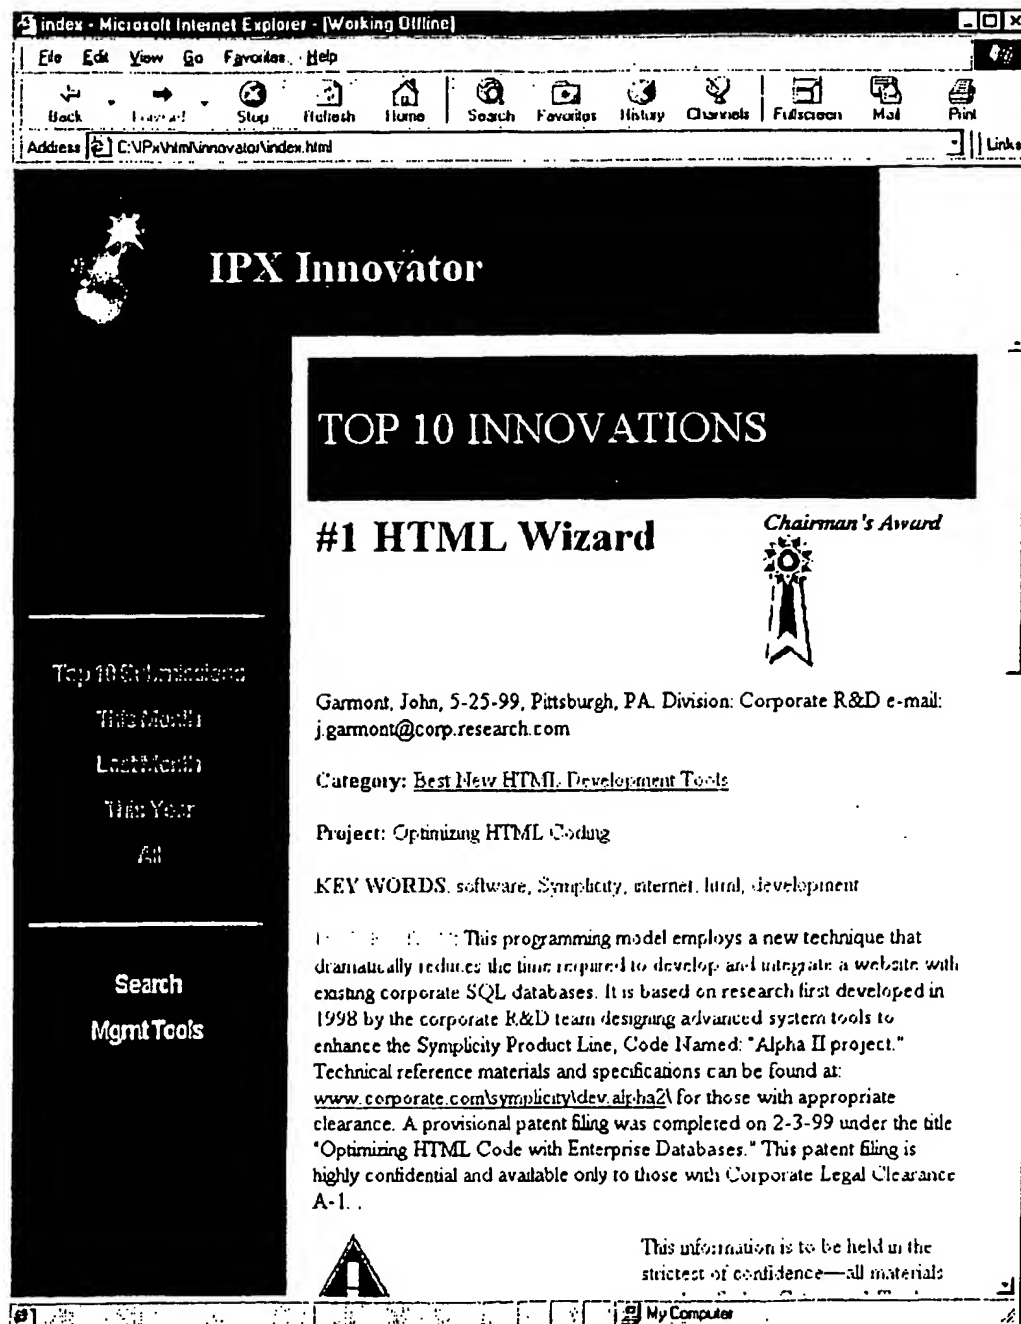 index - Microsoft Internet Explorer - [Working Offline]
File Edit View Go Favorites Help
Back Forward Stop Refresh Home Search Favorites History Channels Fullscreen Mail Print
Address C:\IPx\html\innovator\index.html Links
IPX Innovator
TOP 10 INNOVATIONS
#1 HTML Wizard
Chairman's Award
Top 10 Submissions
This Month
Last Month
This Year
All
Search
Mgmt Tools
Garmont, John, 5-25-99, Pittsburgh, PA. Division: Corporate R&D e-mail:
j.garmont@corp.research.com
Category: Best New HTML Development Tools
Project: Optimizing HTML Coding
KEY WORDS. software, Symplicity, internet, html, development
: This programming model employs a new technique that
dramatically reduces the time required to develop and integrate a website with
existing corporate SQL databases. It is based on research first developed in
1998 by the corporate R&D team designing advanced system tools to
enhance the Symplicity Product Line, Code Named: "Alpha II project."
Technical reference materials and specifications can be found at:
www.corporate.com\symplicity\dev.alpha2\ for those with appropriate
clearance. A provisional patent filing was completed on 2-3-99 under the title
"Optimizing HTML Code with Enterprise Databases." This patent filing is
highly confidential and available only to those with Corporate Legal Clearance
A-1. .
This information is to be held in the
strictest of confidence—all materials
My Computer